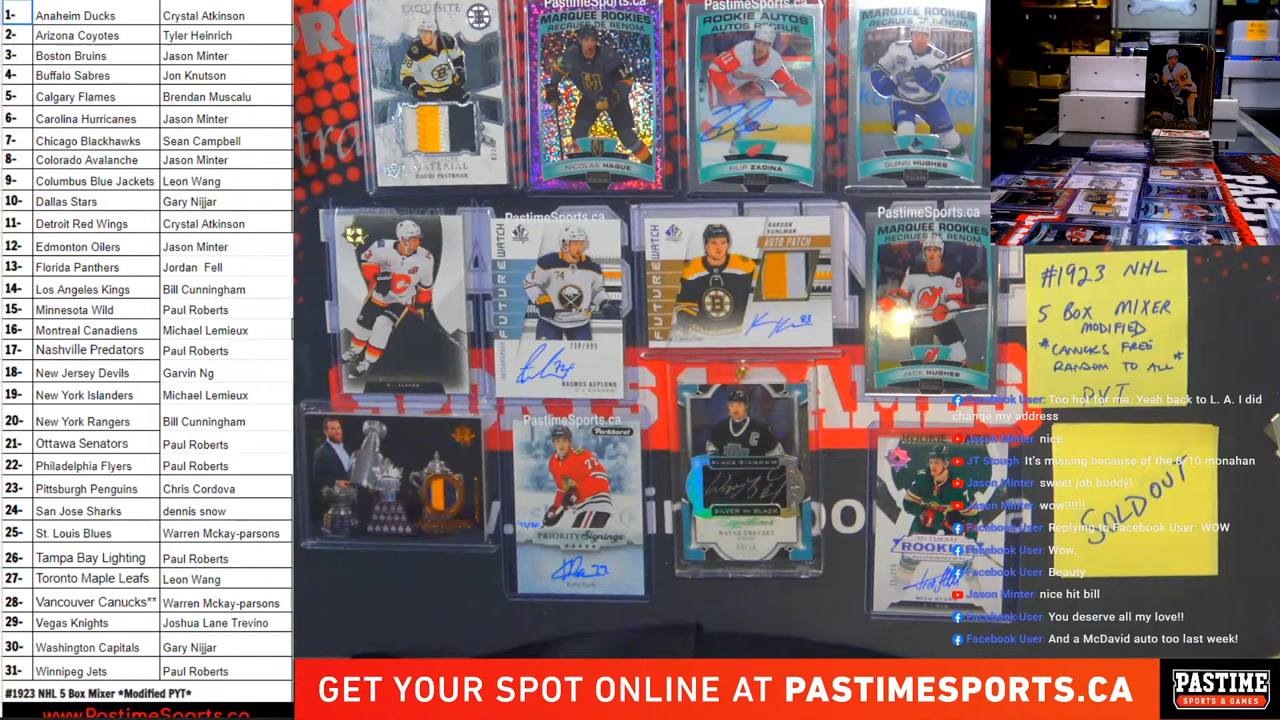 1- Anaheim Ducks Crystal Atkinson
2- Arizona Coyotes Tyler Heinrich
3- Boston Bruins Jason Minter
4- Buffalo Sabres Jon Knutson
5- Calgary Flames Brendan Muscalu
6- Carolina Hurricanes Jason Minter
7- Chicago Blackhawks Sean Campbell
8- Colorado Avalanche Jason Minter
9- Columbus Blue Jackets Leon Wang
10- Dallas Stars Gary Nijjar
11- Detroit Red Wings Crystal Atkinson
12- Edmonton Oilers Jason Minter
13- Florida Panthers Jordan Fell
14- Los Angeles Kings Bill Cunningham
15- Minnesota Wild Paul Roberts
16- Montreal Canadiens Michael Lemieux
17- Nashville Predators Paul Roberts
18- New Jersey Devils Garvin Ng
19- New York Islanders Michael Lemieux
20- New York Rangers Bill Cunningham
21- Ottawa Senators Paul Roberts
22- Philadelphia Flyers Paul Roberts
23- Pittsburgh Penguins Chris Cordova
24- San Jose Sharks dennis snow
25- St. Louis Blues Warren Mckay-parsons
26- Tampa Bay Lighting Paul Roberts
27- Toronto Maple Leafs Leon Wang
28- Vancouver Canucks** Warren Mckay-parsons
29- Vegas Knights Joshua Lane Trevino
30- Washington Capitals Gary Nijjar
31- Winnipeg Jets Paul Roberts
#1923 NHL 5 Box Mixer *Modified PYT*
www.PastimeSports.ca
EXQUISITE
MATERIAL
DAVID PASTRNAK
PastimeSports.ca
MARQUEE ROOKIES
RECRUES DE RENOM
NICOLAS HAGUE
PastimeSports.ca
ROOKIE AUTOS
AUTOS RECRUE
FILIP ZADINA
PastimeSports.ca
MARQUEE ROOKIES
RECRUES DE RENOM
QUINN HUGHES
PastimeSports.ca
FUTURE WATCH
74
RASMUS ASPLUND
FUTURE WATCH
KARSON KUHLMAN
AUTO PATCH
PastimeSports.ca
MARQUEE ROOKIES
RECRUES DE RENOM
JACK HUGHES
PastimeSports.ca
Parkhurst
PRIORITY Signings
BLACK DIAMOND
SILVER ON BLACK
WAYNE GRETZKY
ROOKIE
#1923 NHL
5 BOX MIXER
MODIFIED
*CANUCKS FREE
RANDOM TO ALL*
PYT
SOLD OUT
Facebook User: Too hot for me. Yeah back to L. A. I did
change my address
Jason Minter nice
JT Slough It's missing because of the 8/10 monahan
Jason Minter sweet job buddy!
Jason Minter wow!!!!!!
Facebook User: Replying to Facebook User: WOW
Facebook User: Wow.
Facebook User: Beauty
Jason Minter nice hit bill
Facebook User: You deserve all my love!!
Facebook User: And a McDavid auto too last week!
GET YOUR SPOT ONLINE AT PASTIMESPORTS.CA
PASTIME
SPORTS & GAMES